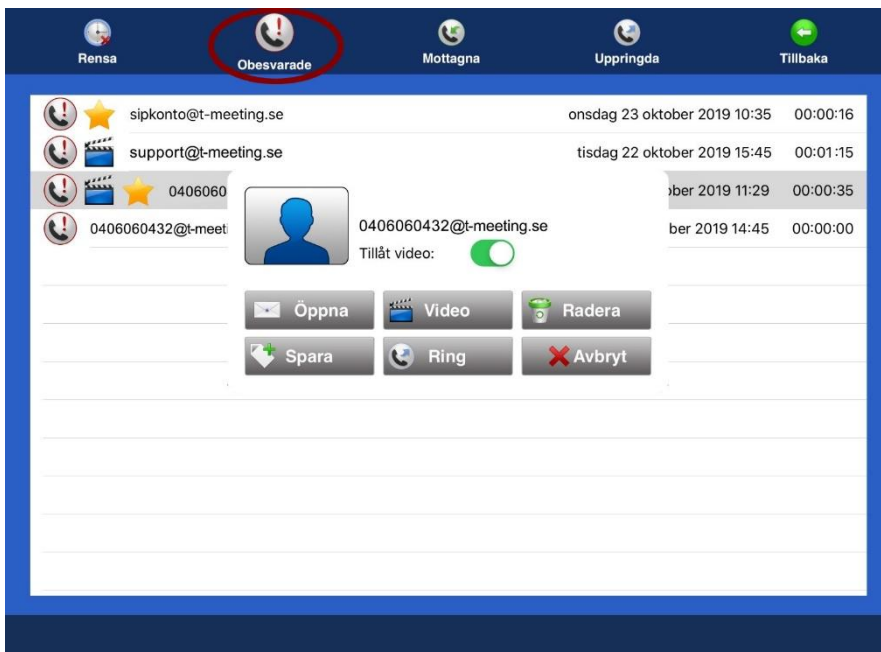 Rensa Obesvarade Mottagna Uppringda Tillbaka
sipkonto@t-meeting.se onsdag 23 oktober 2019 10:35 00:00:16
support@t-meeting.se tisdag 22 oktober 2019 15:45 00:01:15
0406060 ober 2019 11:29 00:00:35
0406060432@t-meeti ber 2019 14:45 00:00:00
0406060432@t-meeting.se
Tillåt video:
Öppna Video Radera
Spara Ring Avbryt